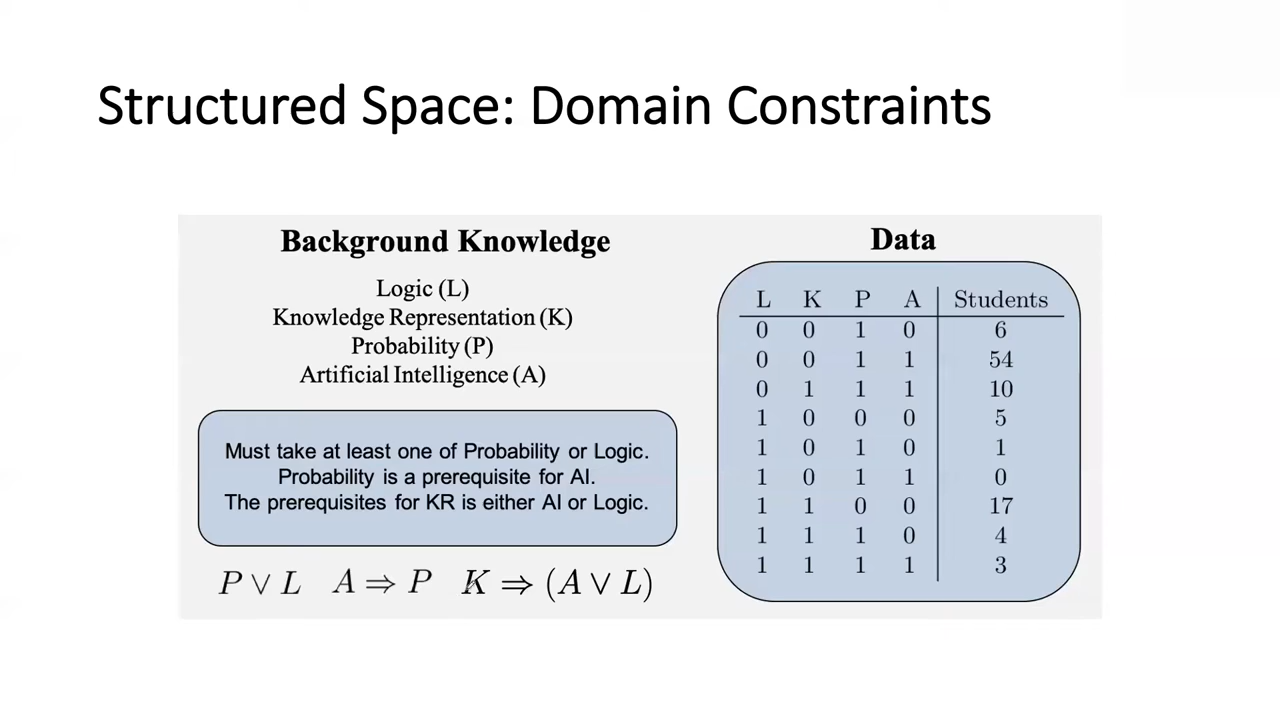 Structured Space: Domain Constraints
Background Knowledge
Logic (L)
Knowledge Representation (K)
Probability (P)
Artificial Intelligence (A)
Must take at least one of Probability or Logic.
Probability is a prerequisite for AI.
The prerequisites for KR is either AI or Logic.
P ∨ L A ⇒ P K ⇒ (A ∨ L)
Data
L K P A Students
0 0 1 0 6
0 0 1 1 54
0 1 1 1 10
1 0 0 0 5
1 0 1 0 1
1 0 1 1 0
1 1 0 0 17
1 1 1 0 4
1 1 1 1 3